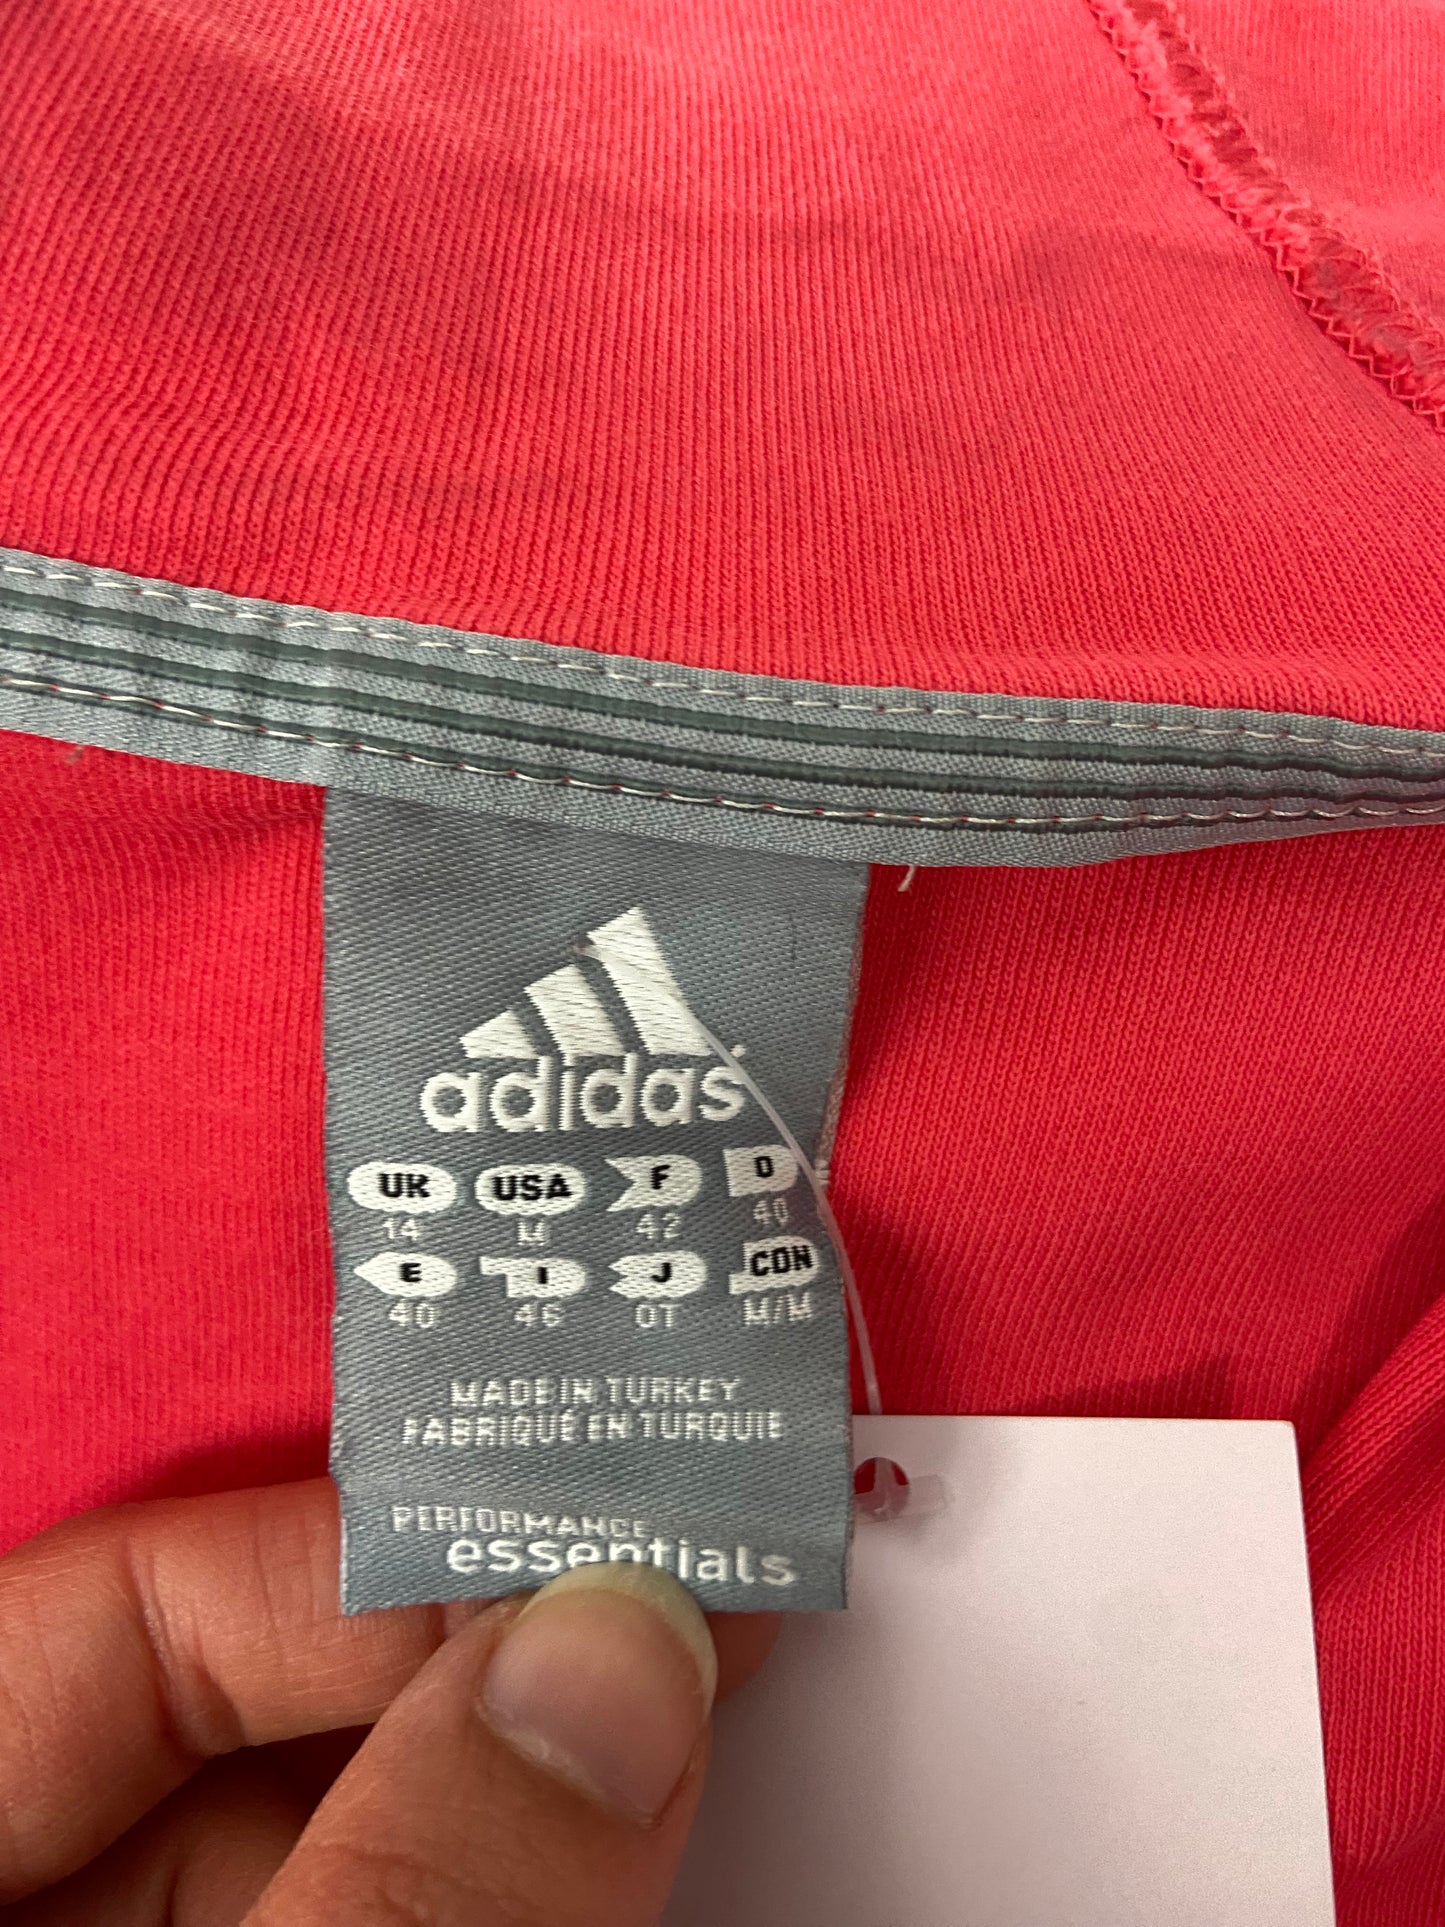 adidas
UK USA F D
14 M 42 40
E I J CON
40 46 OT M/M
MADE IN TURKEY
FABRIQUÉ EN TURQUIE
PERFORMANCE
essentials